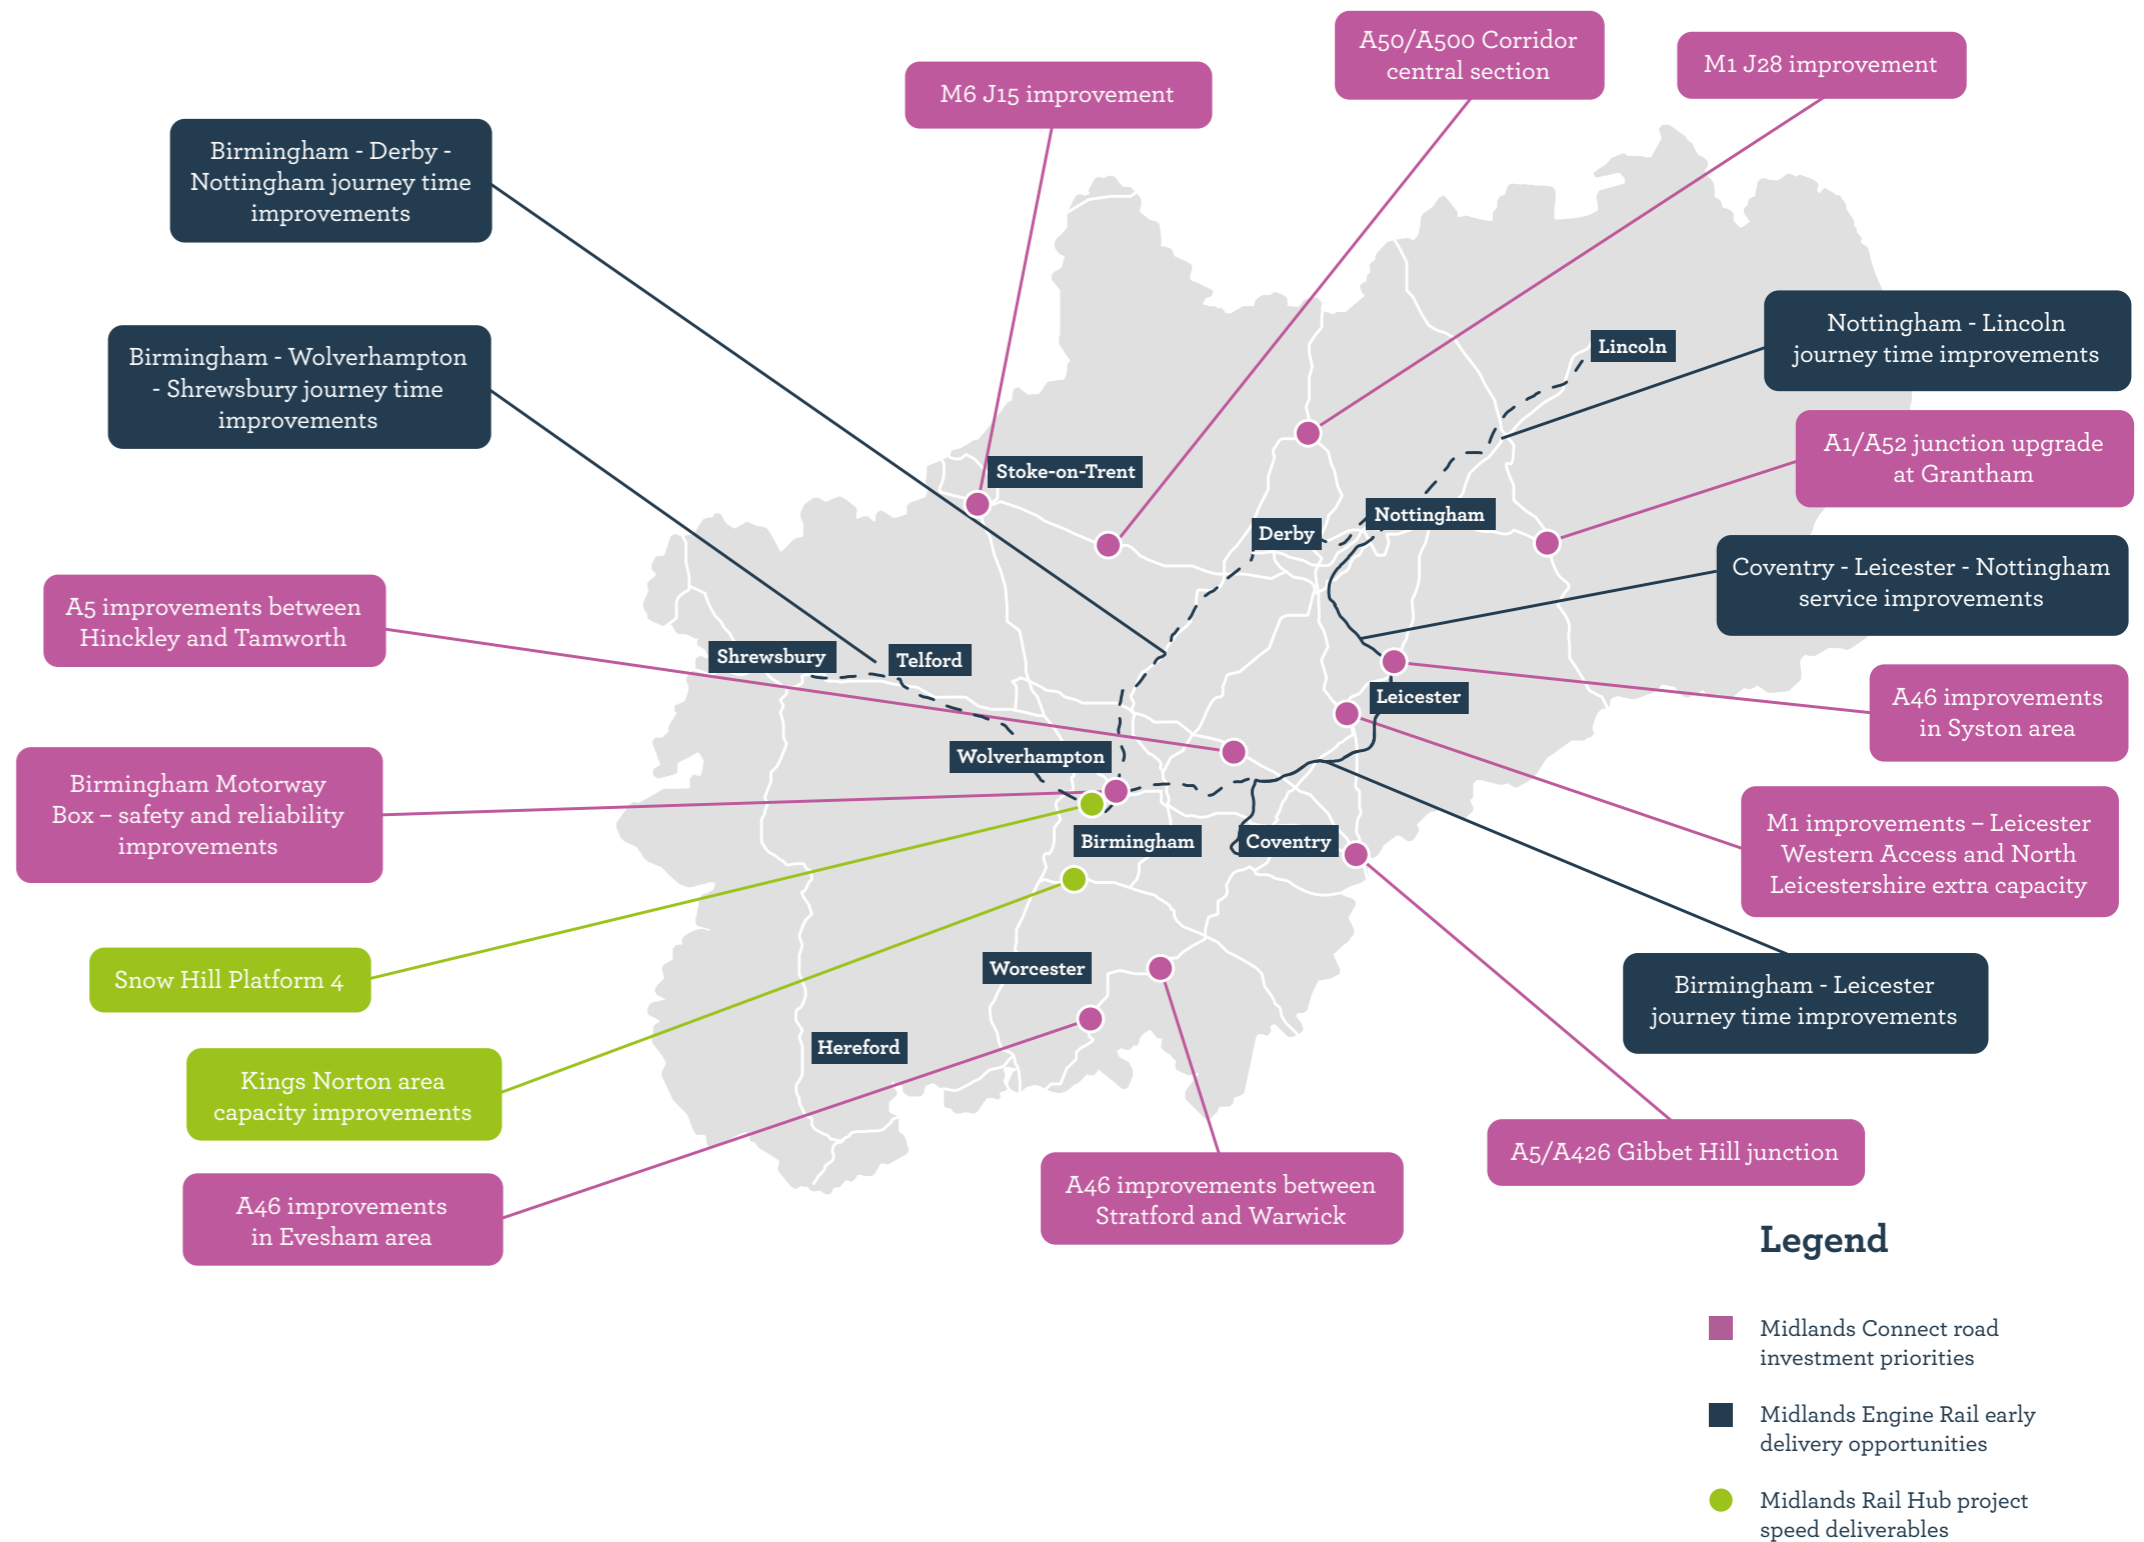 A50/A500 Corridor
central section
M1 J28 improvement
M6 J15 improvement
Birmingham - Derby -
Nottingham journey time
improvements
Nottingham - Lincoln
journey time improvements
Birmingham - Wolverhampton
- Shrewsbury journey time
improvements
Lincoln
A1/A52 junction upgrade
at Grantham
Stoke-on-Trent
Nottingham
Derby
Coventry - Leicester - Nottingham
service improvements
A5 improvements between
Hinckley and Tamworth
Shrewsbury
Telford
Leicester
A46 improvements
in Syston area
Wolverhampton
Birmingham Motorway
Box – safety and reliability
improvements
Birmingham
Coventry
M1 improvements – Leicester
Western Access and North
Leicestershire extra capacity
Snow Hill Platform 4
Worcester
Birmingham - Leicester
journey time improvements
Hereford
Kings Norton area
capacity improvements
A5/A426 Gibbet Hill junction
A46 improvements
in Evesham area
A46 improvements between
Stratford and Warwick
Legend
Midlands Connect road
investment priorities
Midlands Engine Rail early
delivery opportunities
Midlands Rail Hub project
speed deliverables